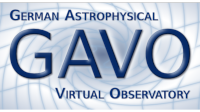 German Astrophysical
GAVO
Virtual Observatory